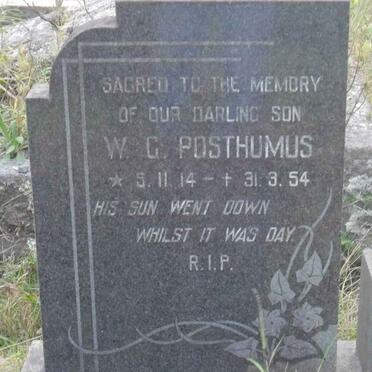 SACRED TO THE MEMORY
OF OUR DARLING SON
W. G. POSTHUMUS
* 5.11.14 – † 31.3.54
HIS SUN WENT DOWN
WHILST IT WAS DAY.
R.I.P.